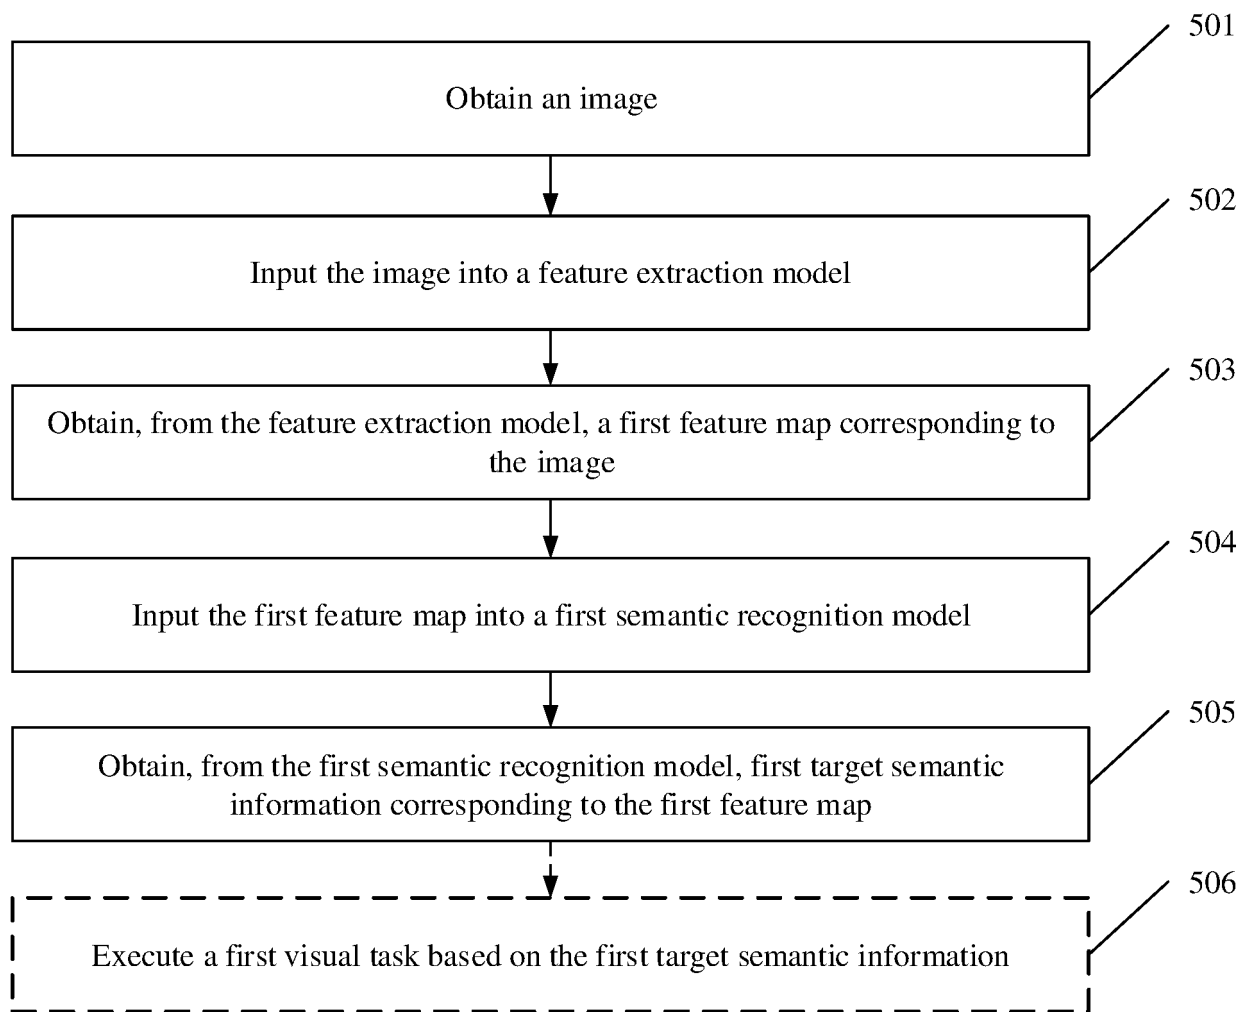 501
Obtain an image
502
Input the image into a feature extraction model
503
Obtain, from the feature extraction model, a first feature map corresponding to
the image
504
Input the first feature map into a first semantic recognition model
505
Obtain, from the first semantic recognition model, first target semantic
information corresponding to the first feature map
506
Execute a first visual task based on the first target semantic information